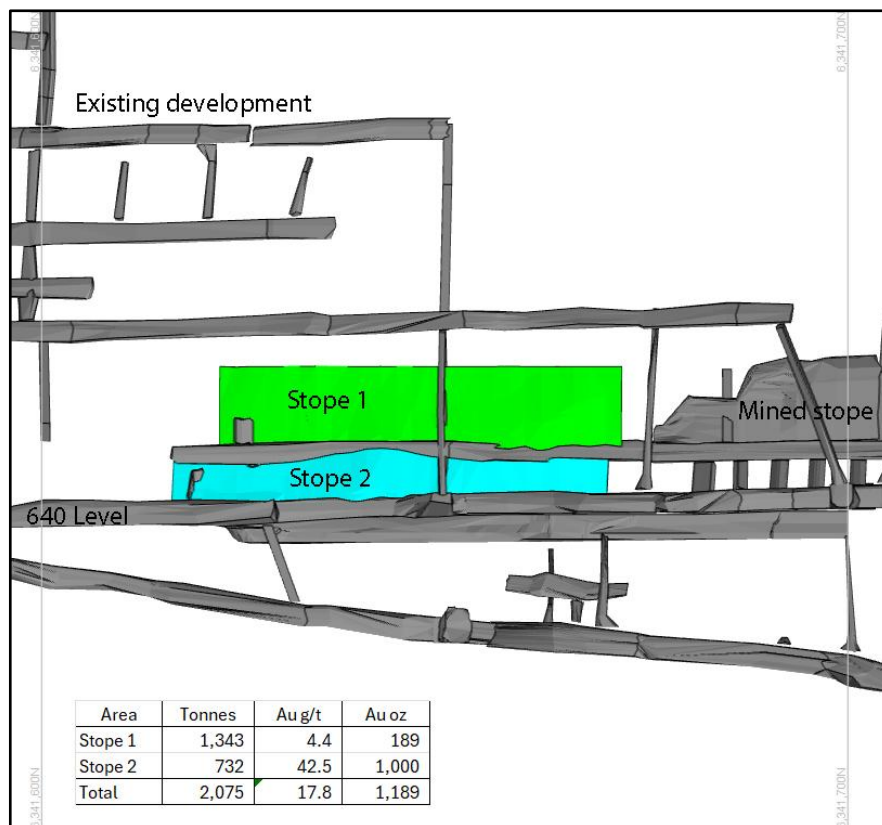 6,341,600N
6,341,700N
Existing development
Stope 1
Mined stope
Stope 2
640 Level
Area Tonnes Au g/t Au oz
Stope 1 1,343 4.4 189
Stope 2 732 42.5 1,000
Total 2,075 17.8 1,189
6,341,600N
6,341,700N